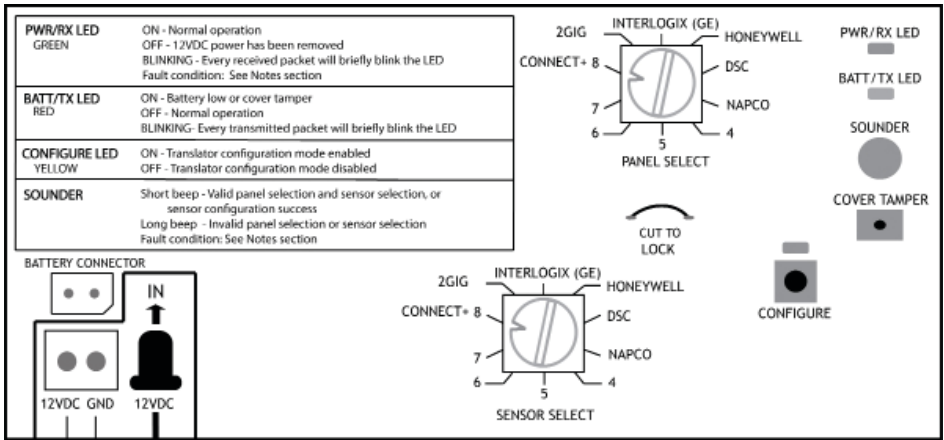 PWR/RX LED
GREEN
ON - Normal operation
OFF - 12VDC power has been removed
BLINKING - Every received packet will briefly blink the LED
Fault condition: See Notes section
BATT/TX LED
RED
ON - Battery low or cover tamper
OFF - Normal operation
BLINKING- Every transmitted packet will briefly blink the LED
CONFIGURE LED
YELLOW
ON - Translator configuration mode enabled
OFF - Translator configuration mode disabled
SOUNDER
Short beep - Valid panel selection and sensor selection, or
sensor configuration success
Long beep - Invalid panel selection or sensor selection
Fault condition: See Notes section
INTERLOGIX (GE)
2GIG
HONEYWELL
CONNECT+ 8
DSC
7
NAPCO
6
4
5
PANEL SELECT
PWR/RX LED
BATT/TX LED
SOUNDER
COVER TAMPER
CUT TO
LOCK
CONFIGURE
BATTERY CONNECTOR
IN
12VDC GND
12VDC
INTERLOGIX (GE)
2GIG
HONEYWELL
CONNECT+ 8
DSC
7
NAPCO
6
4
5
SENSOR SELECT